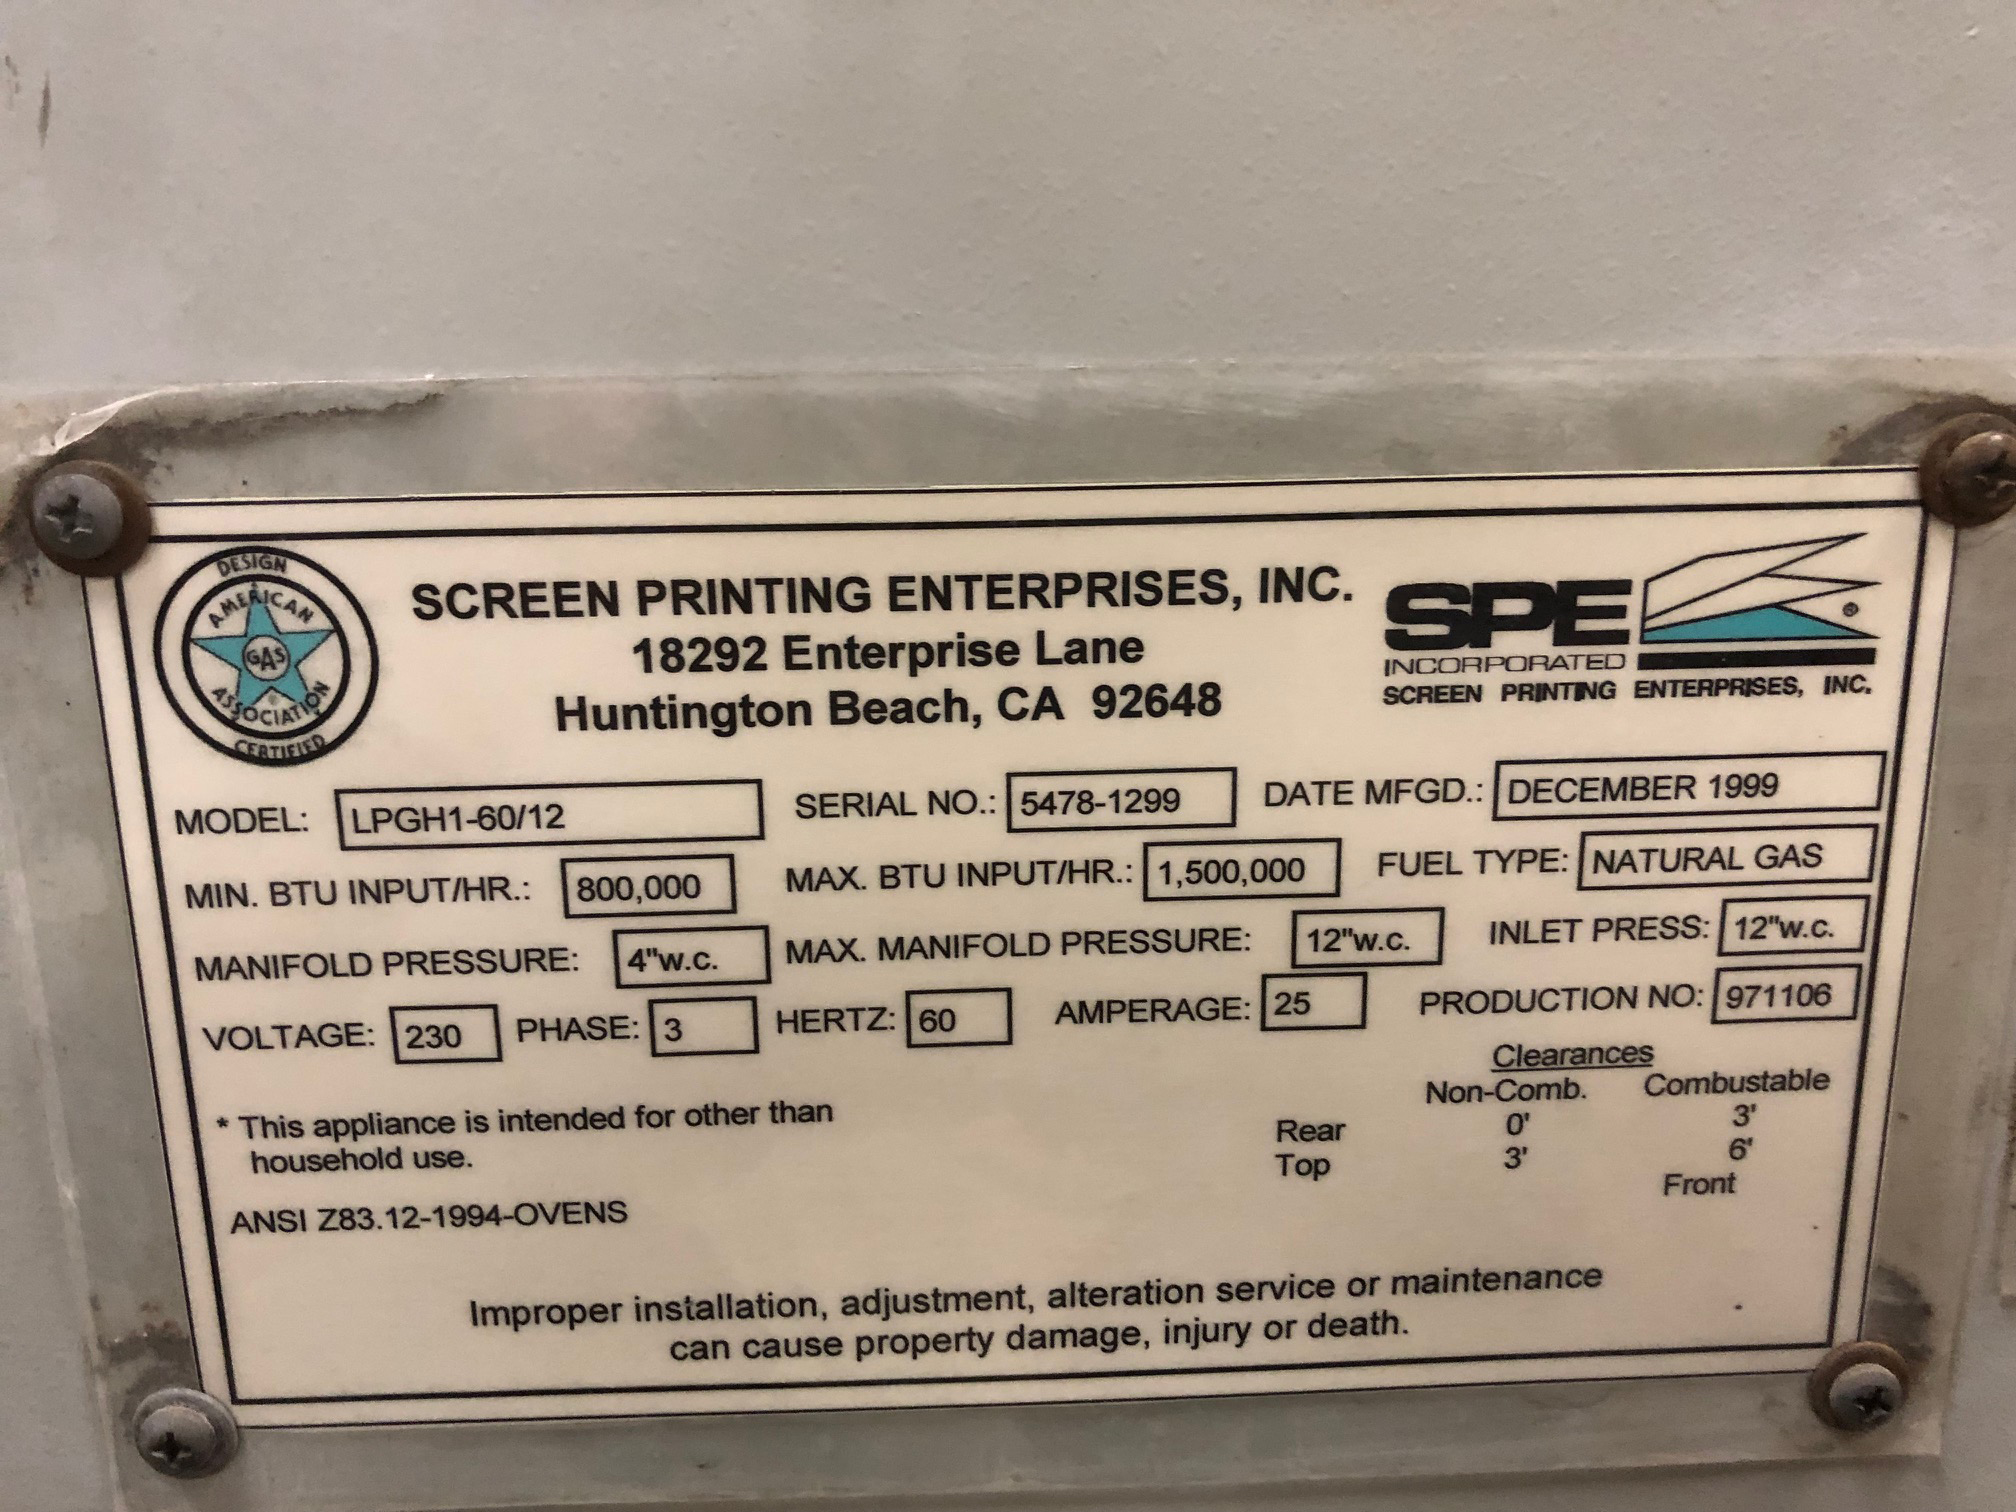 DESIGN
AMERICAN
GAS
®
ASSOCIATION
CERTIFIED
SCREEN PRINTING ENTERPRISES, INC.
18292 Enterprise Lane
Huntington Beach, CA 92648
SPE
®
INCORPORATED
SCREEN PRINTING ENTERPRISES, INC.
MODEL: LPGH1-60/12 SERIAL NO.: 5478-1299 DATE MFGD.: DECEMBER 1999
MIN. BTU INPUT/HR.: 800,000 MAX. BTU INPUT/HR.: 1,500,000 FUEL TYPE: NATURAL GAS
MANIFOLD PRESSURE: 4"w.c. MAX. MANIFOLD PRESSURE: 12"w.c. INLET PRESS: 12"w.c.
VOLTAGE: 230 PHASE: 3 HERTZ: 60 AMPERAGE: 25 PRODUCTION NO: 971106
Clearances
Non-Comb. Combustable
Rear 0' 3'
Top 3' 6'
Front
* This appliance is intended for other than
household use.
ANSI Z83.12-1994-OVENS
Improper installation, adjustment, alteration service or maintenance
can cause property damage, injury or death.